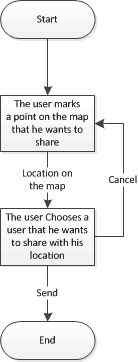 Start
The user marks
a point on the map
that he wants to
share
Location on
the map
Cancel
The user Chooses a
user that he wants
to share with his
location
Send
End